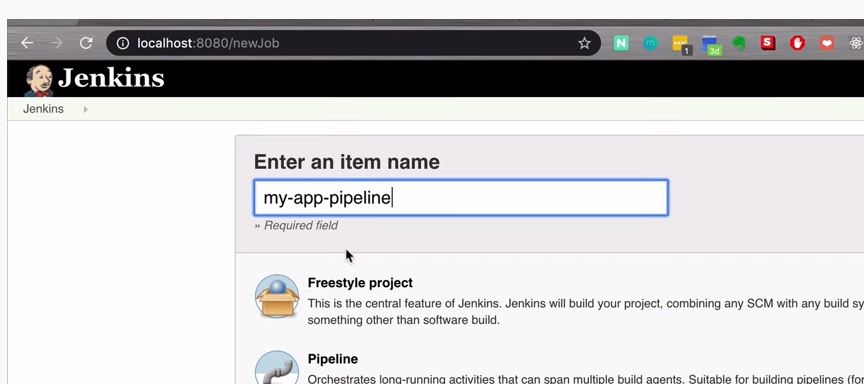 localhost:8080/newJob
N
m
1
3d
S
Jenkins
Jenkins
Enter an item name
my-app-pipeline
» Required field
Freestyle project
This is the central feature of Jenkins. Jenkins will build your project, combining any SCM with any build sy
something other than software build.
Pipeline
Orchestrates long-running activities that can span multiple build agents. Suitable for building pipelines (for